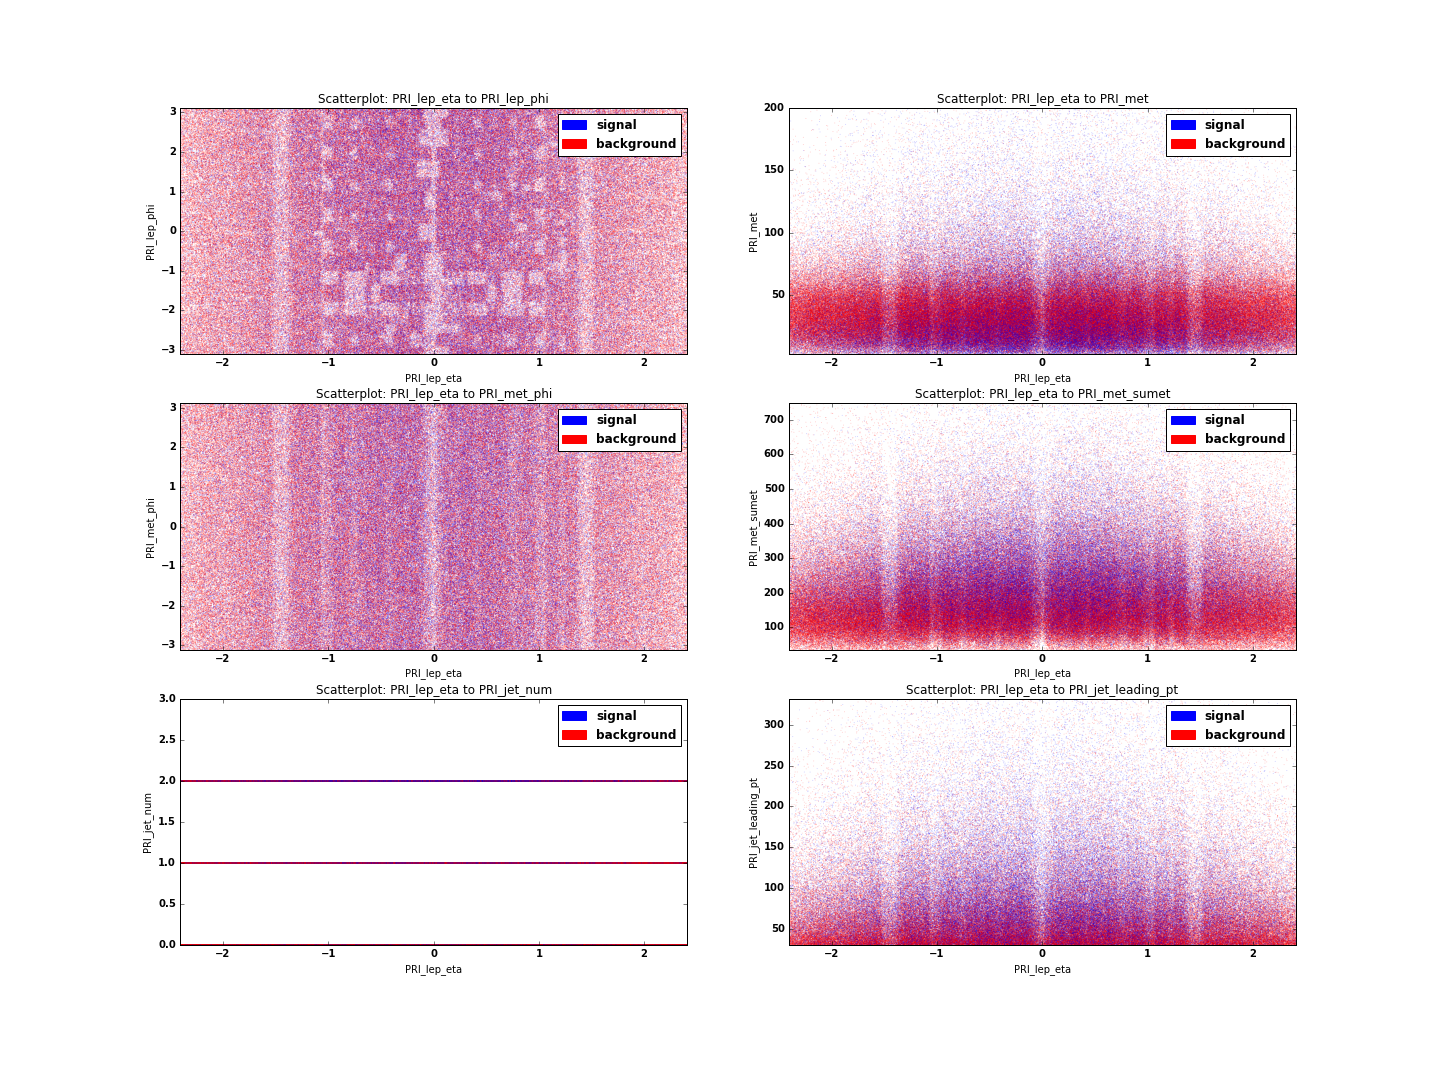 Scatterplot: PRI_lep_eta to PRI_lep_phi
3
2
1
0
−1
−2
−3
PRI_lep_phi
signal
background
−2 −1 0 1 2
PRI_lep_eta
Scatterplot: PRI_lep_eta to PRI_met
200
150
100
50
PRI_met
signal
background
−2 −1 0 1 2
PRI_lep_eta
Scatterplot: PRI_lep_eta to PRI_met_phi
3
2
1
0
−1
−2
−3
PRI_met_phi
signal
background
−2 −1 0 1 2
PRI_lep_eta
Scatterplot: PRI_lep_eta to PRI_met_sumet
700
600
500
400
300
200
100
PRI_met_sumet
signal
background
−2 −1 0 1 2
PRI_lep_eta
Scatterplot: PRI_lep_eta to PRI_jet_num
3.0
2.5
2.0
1.5
1.0
0.5
0.0
PRI_jet_num
signal
background
−2 −1 0 1 2
PRI_lep_eta
Scatterplot: PRI_lep_eta to PRI_jet_leading_pt
300
250
200
150
100
50
PRI_jet_leading_pt
signal
background
−2 −1 0 1 2
PRI_lep_eta